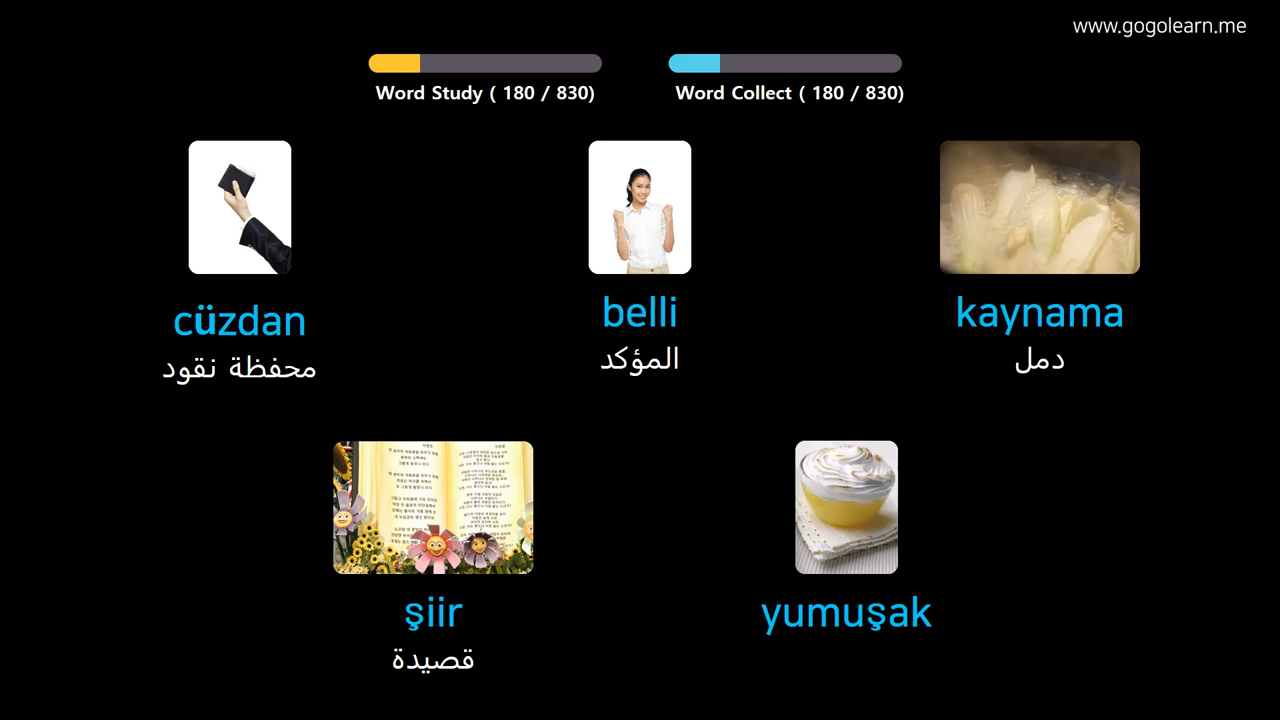 www.gogolearn.me
Word Study ( 180 / 830)
Word Collect ( 180 / 830)
cüzdan
محفظة نقود
belli
المؤكد
kaynama
دمل
şiir
قصيدة
yumuşak